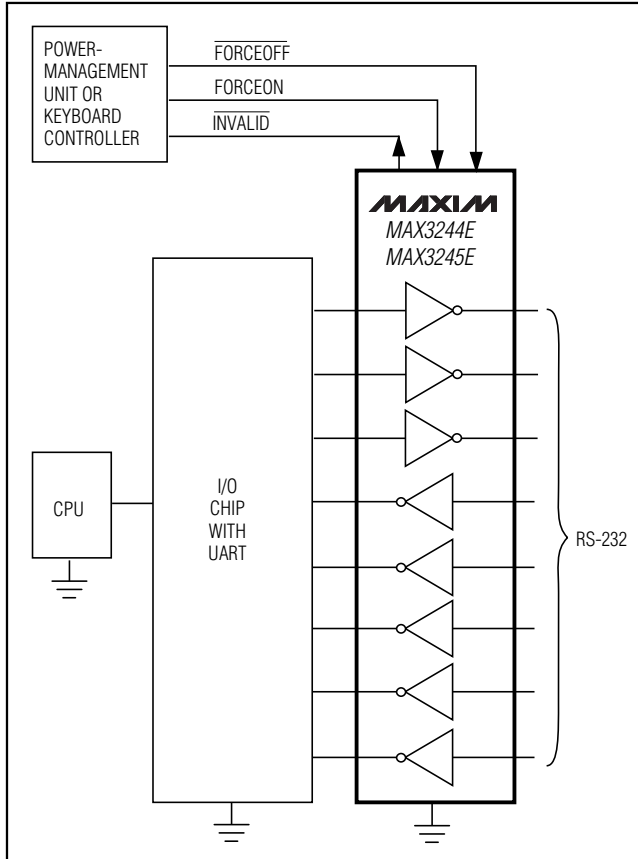 POWER-
MANAGEMENT
UNIT OR
KEYBOARD
CONTROLLER
FORCEOFF
FORCEON
INVALID
MAXIM
MAX3244E
MAX3245E
CPU
I/O
CHIP
WITH
UART
RS-232